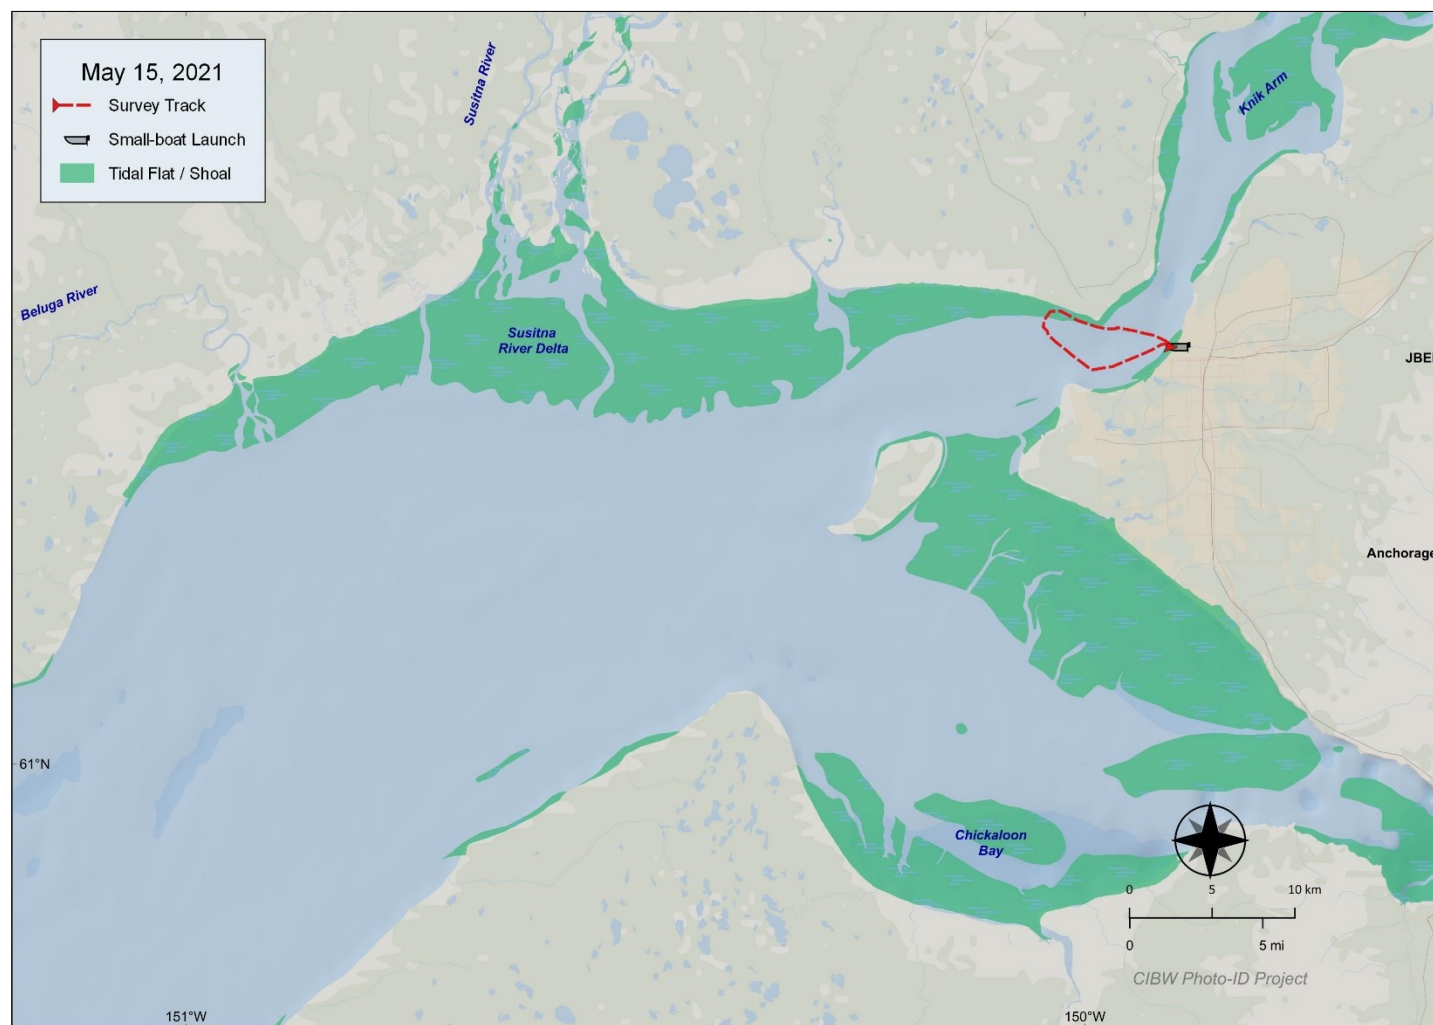 May 15, 2021
Survey Track
Small-boat Launch
Tidal Flat / Shoal
Susitna River
Knik Arm
Beluga River
Susitna
River Delta
JBE
Anchorage
61°N
Chickaloon
Bay
0 5 10 km
0 5 mi
CIBW Photo-ID Project
151°W
150°W